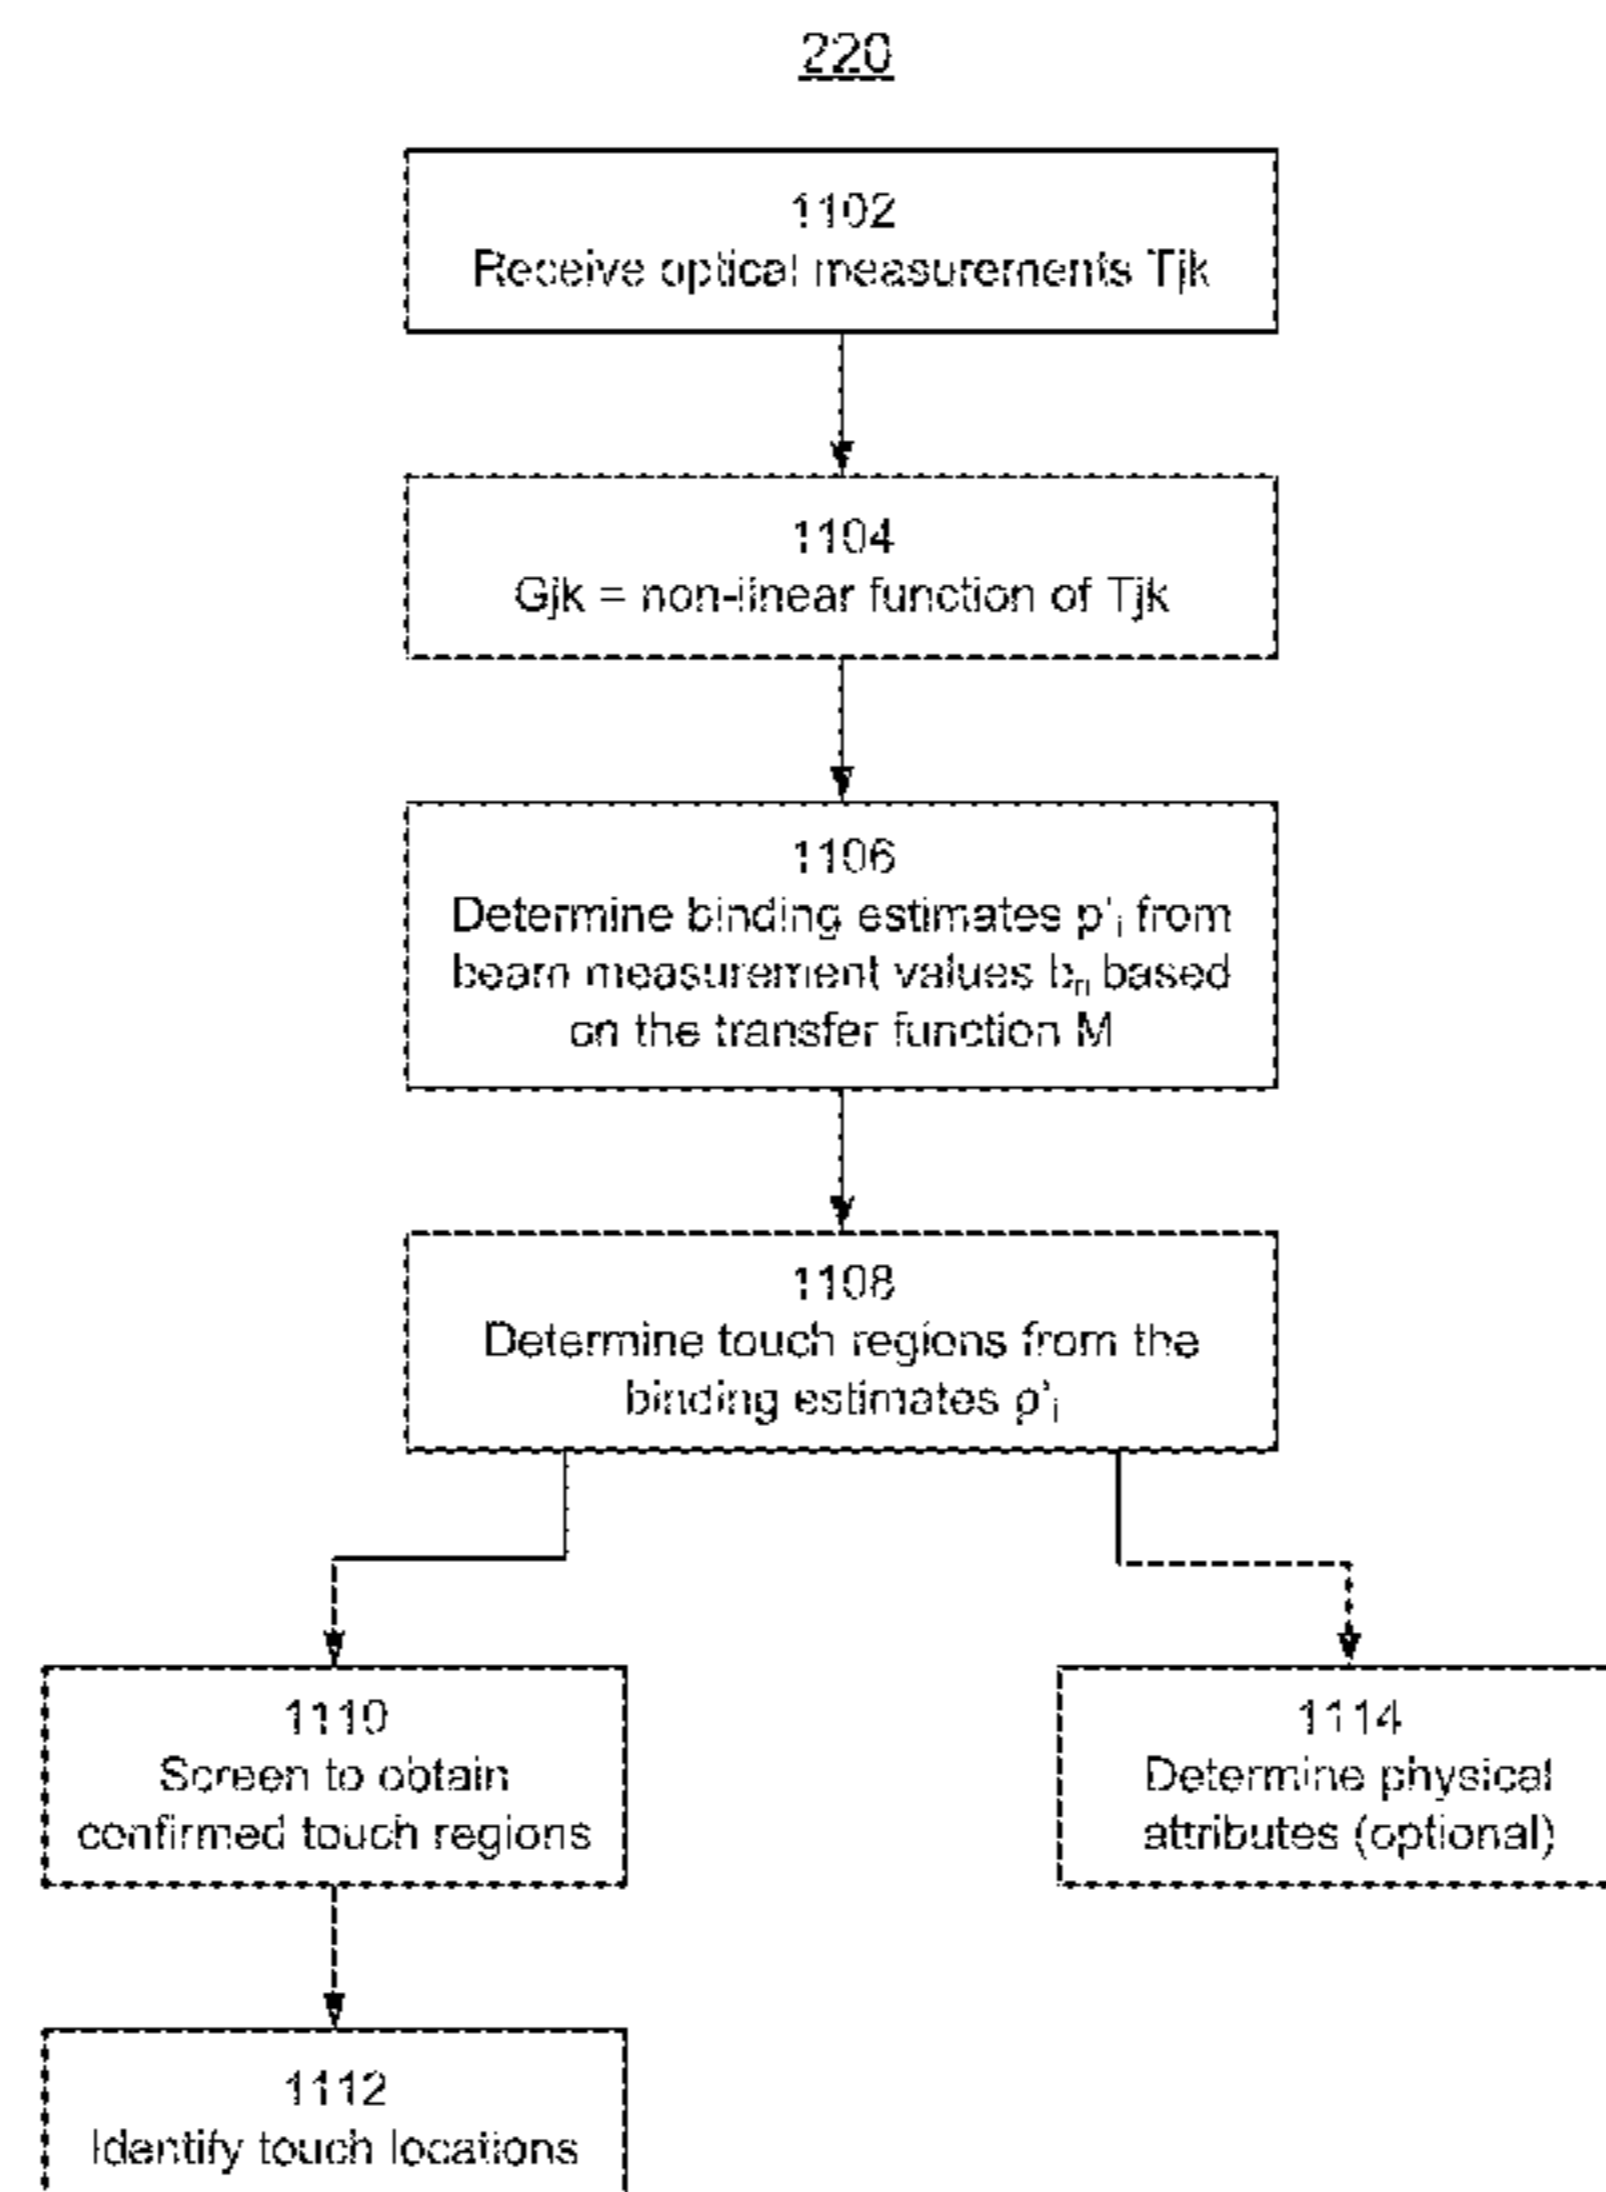 220
1102
Receive optical measurements Tjk
1104
Gjk = non-linear function of Tjk
1106
Determine binding estimates ρ'ᵢ from
beam measurement values bₙ based
on the transfer function M
1108
Determine touch regions from the
binding estimates ρ'ᵢ
1110
Screen to obtain
confirmed touch regions
1114
Determine physical
attributes (optional)
1112
Identify touch locations